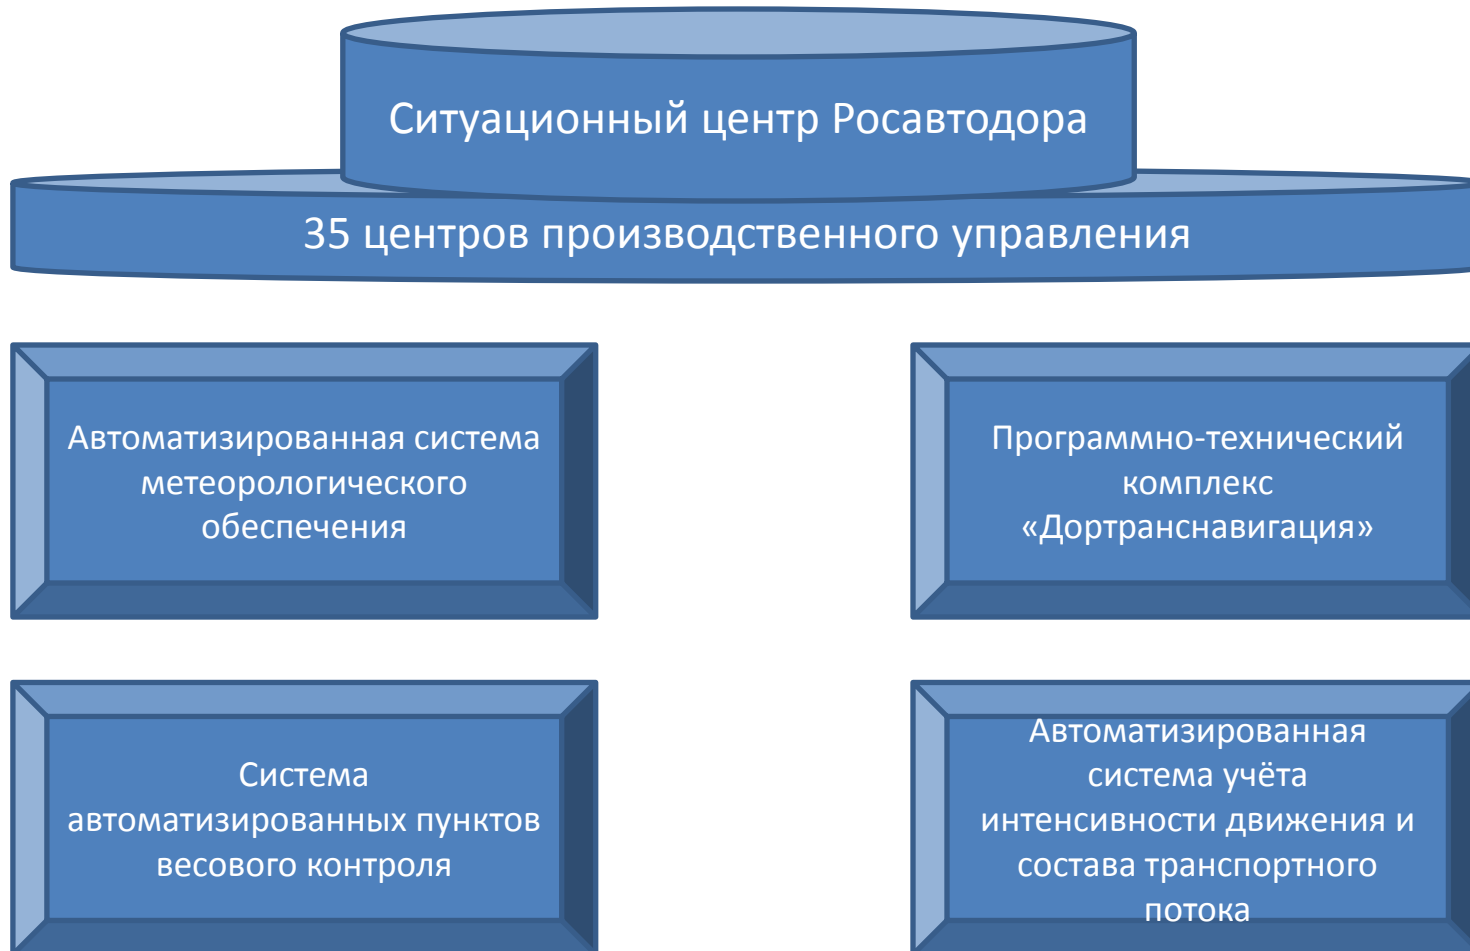 Ситуационный центр Росавтодора
35 центров производственного управления
Автоматизированная система
метеорологического
обеспечения
Программно-технический
комплекс
«Дортранснавигация»
Система
автоматизированных пунктов
весового контроля
Автоматизированная
система учёта
интенсивности движения и
состава транспортного
потока